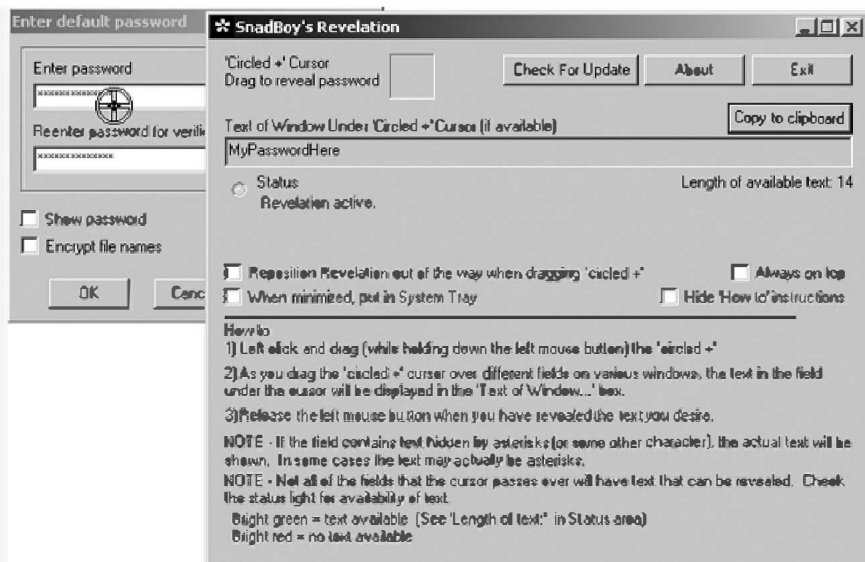 Enter default password
Enter password
xxxxxxxxxxxx
Reenter password for verific
xxxxxxxxxxxxxx
Show password
Encrypt file names
OK
Canc
SnadBoy's Revelation
'Circled +' Cursor
Drag to reveal password
Check For Update
About
Exit
Copy to clipboard
Text of Window Under 'Circled +' Cursor (if available)
MyPasswordHere
Status
Revelation active.
Length of available text: 14
Reposition Revelation out of the way when dragging 'circled +'
Always on top
When minimized, put in System Tray
Hide 'How to' instructions
How to
1) Left click and drag (while holding down the left mouse button) the 'circled +'
2) As you drag the 'circled +' cursor over different fields on various windows, the text in the field
under the cursor will be displayed in the 'Text of Window...' box.
3) Release the left mouse button when you have revealed the text you desire.
NOTE - If the field contains text hidden by asterisks (or some other character), the actual text will be
shown. In some cases the text may actually be asterisks.
NOTE - Not all of the fields that the cursor passes over will have text that can be revealed. Check
the status light for availability of text.
Bright green = text available (See 'Length of text:' in Status area)
Bright red = no text available